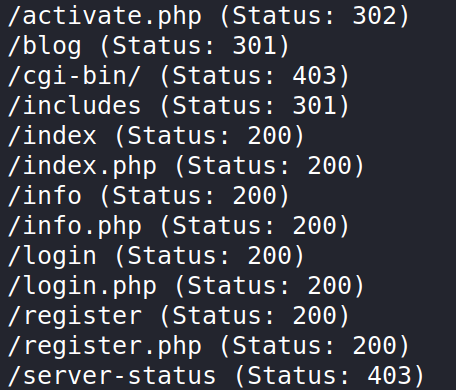 /activate.php (Status: 302)
/blog (Status: 301)
/cgi-bin/ (Status: 403)
/includes (Status: 301)
/index (Status: 200)
/index.php (Status: 200)
/info (Status: 200)
/info.php (Status: 200)
/login (Status: 200)
/login.php (Status: 200)
/register (Status: 200)
/register.php (Status: 200)
/server-status (Status: 403)